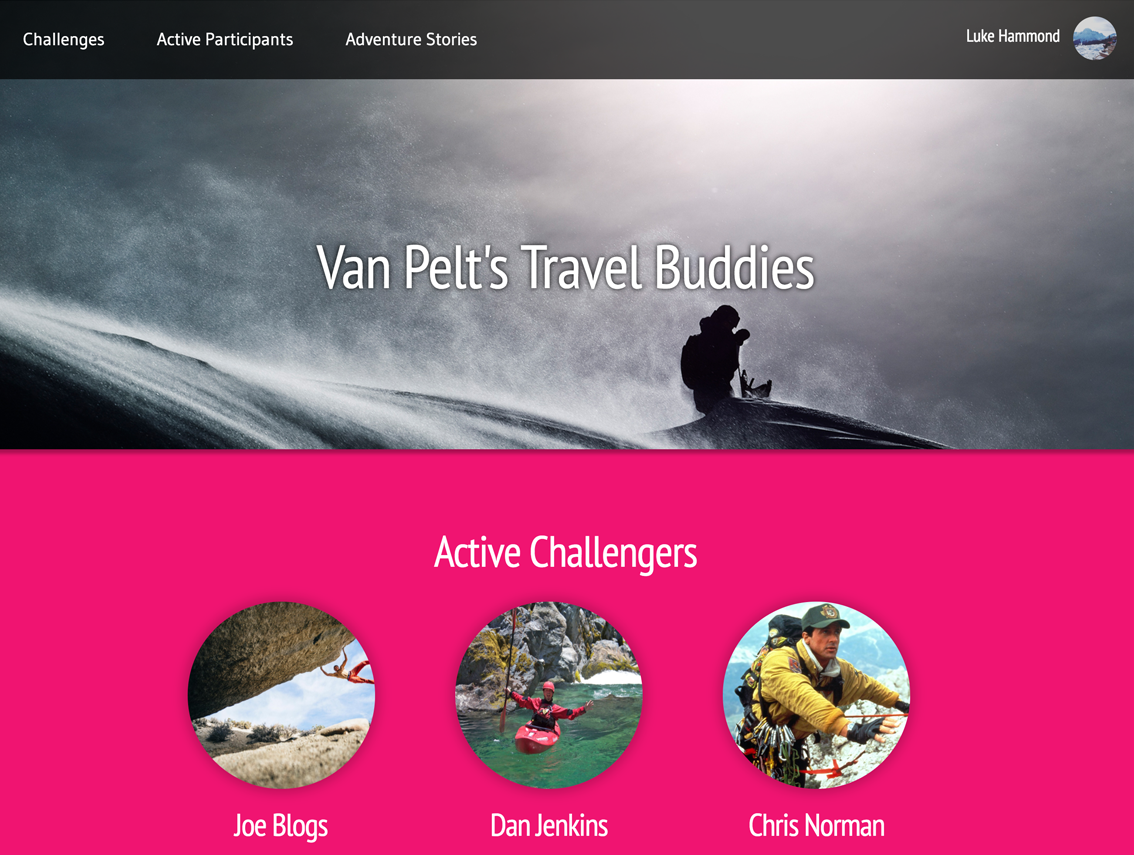 Challenges Active Participants Adventure Stories Luke Hammond
Van Pelt's Travel Buddies
Active Challengers
Joe Blogs Dan Jenkins Chris Norman